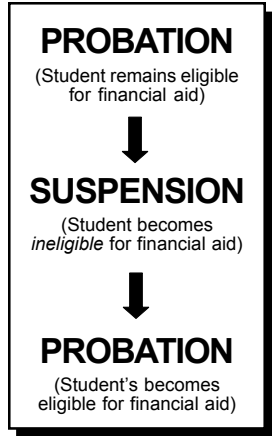 PROBATION
(Student remains eligible
for financial aid)
SUSPENSION
(Student becomes
ineligible for financial aid)
PROBATION
(Student's becomes
eligible for financial aid)